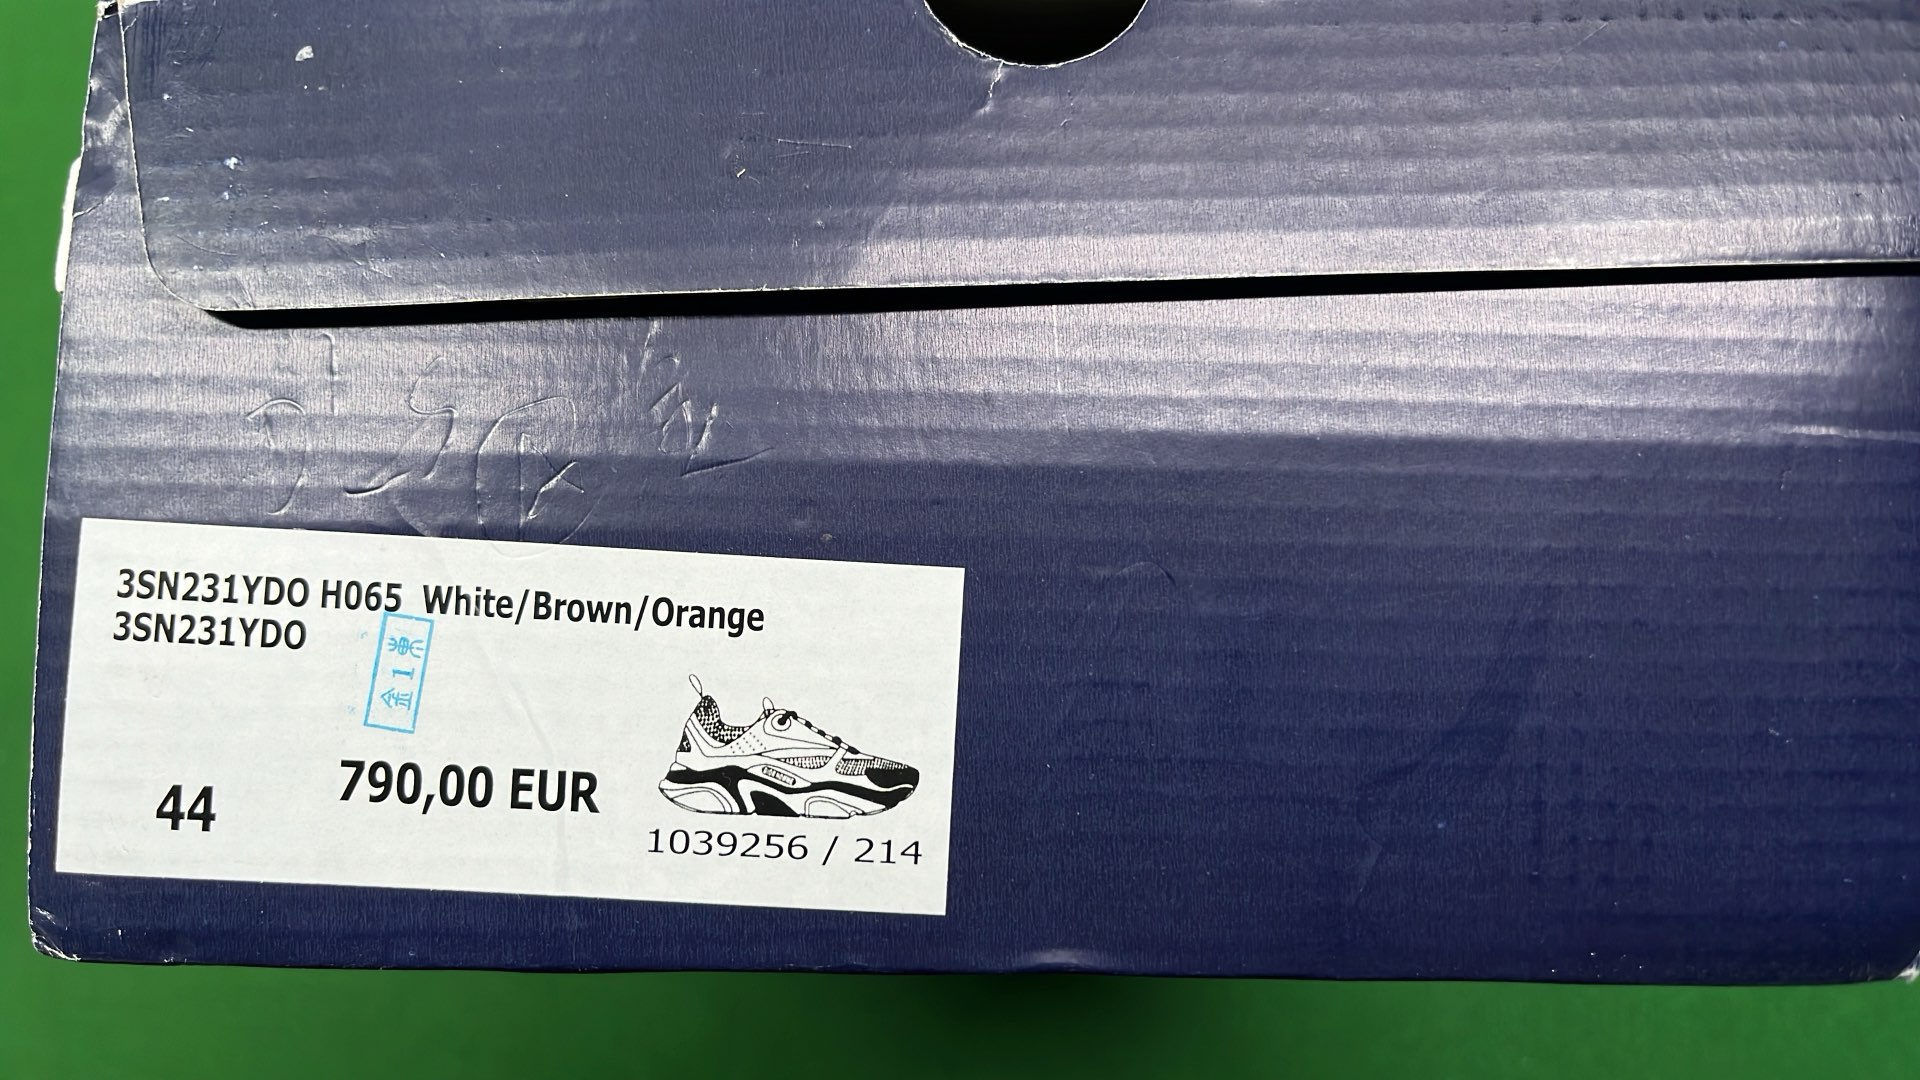 3SN231YDO H065 White/Brown/Orange
3SN231YDO
44
790,00 EUR
1039256 / 214